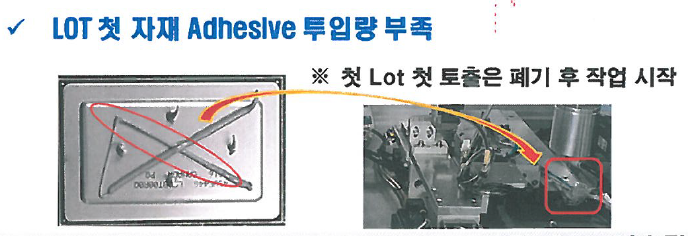 ✓ LOT 첫 자재 Adhesive 투입량 부족
※ 첫 Lot 첫 토출은 폐기 후 작업 시작